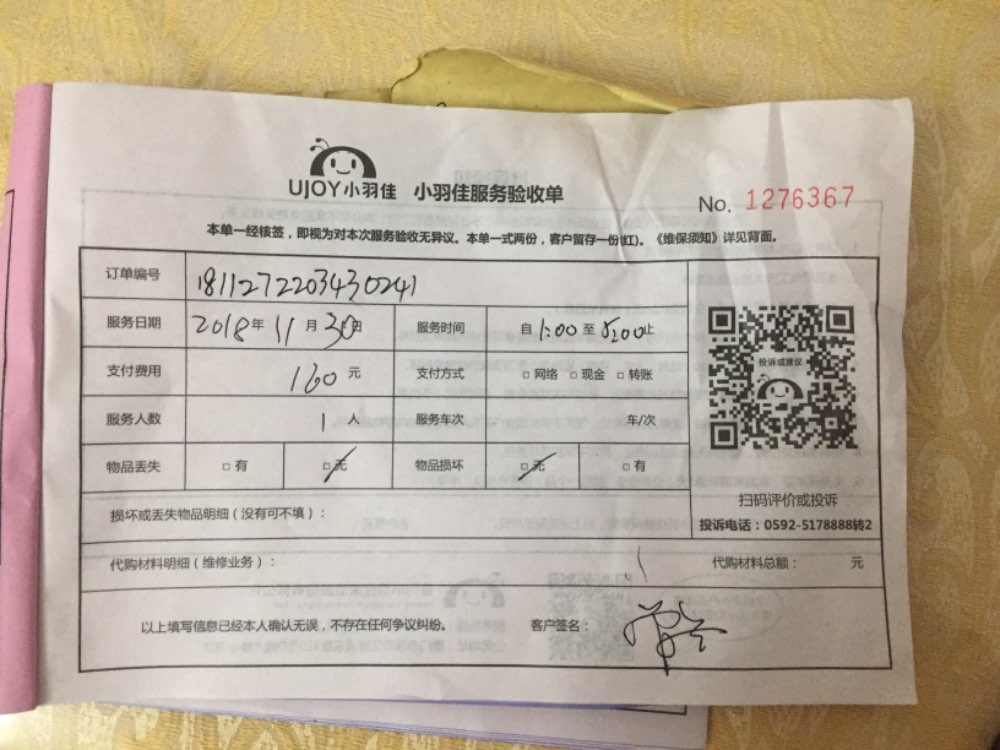 UJOY小羽佳 小羽佳服务验收单
No. 1276367
本单一经核签，即视为对本次服务验收无异议。本单一式两份，客户留存一份(红)。《维保须知》详见背面。
订单编号 181127220343024１
服务日期 2018年 11月 30日 服务时间 自 1:00 至 5:00止
支付费用 160 元 支付方式 □ 网络 □ 现金 □ 转账
服务人数 1 人 服务车次 车/次
物品丢失 □ 有 □ 无 物品损坏 □ 无 □ 有
投诉或建议
扫码评价或投诉
投诉电话：0592-5178888转2
损坏或丢失物品明细（没有可不填）：
代购材料明细（维修业务）： 代购材料总额： 元
以上填写信息已经本人确认无误，不存在任何争议纠纷。 客户签名：